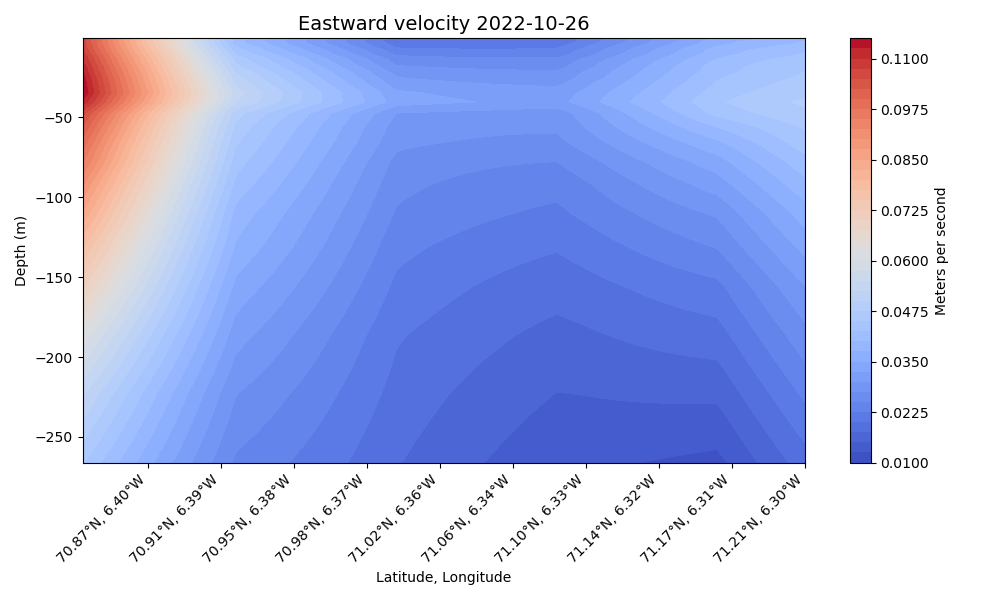 Eastward velocity 2022-10-26
Depth (m)
−50
−100
−150
−200
−250
70.87°N, 6.40°W
70.91°N, 6.39°W
70.95°N, 6.38°W
70.98°N, 6.37°W
71.02°N, 6.36°W
71.06°N, 6.34°W
71.10°N, 6.33°W
71.14°N, 6.32°W
71.17°N, 6.31°W
71.21°N, 6.30°W
Latitude, Longitude
0.1100
0.0975
0.0850
0.0725
0.0600
0.0475
0.0350
0.0225
0.0100
Meters per second